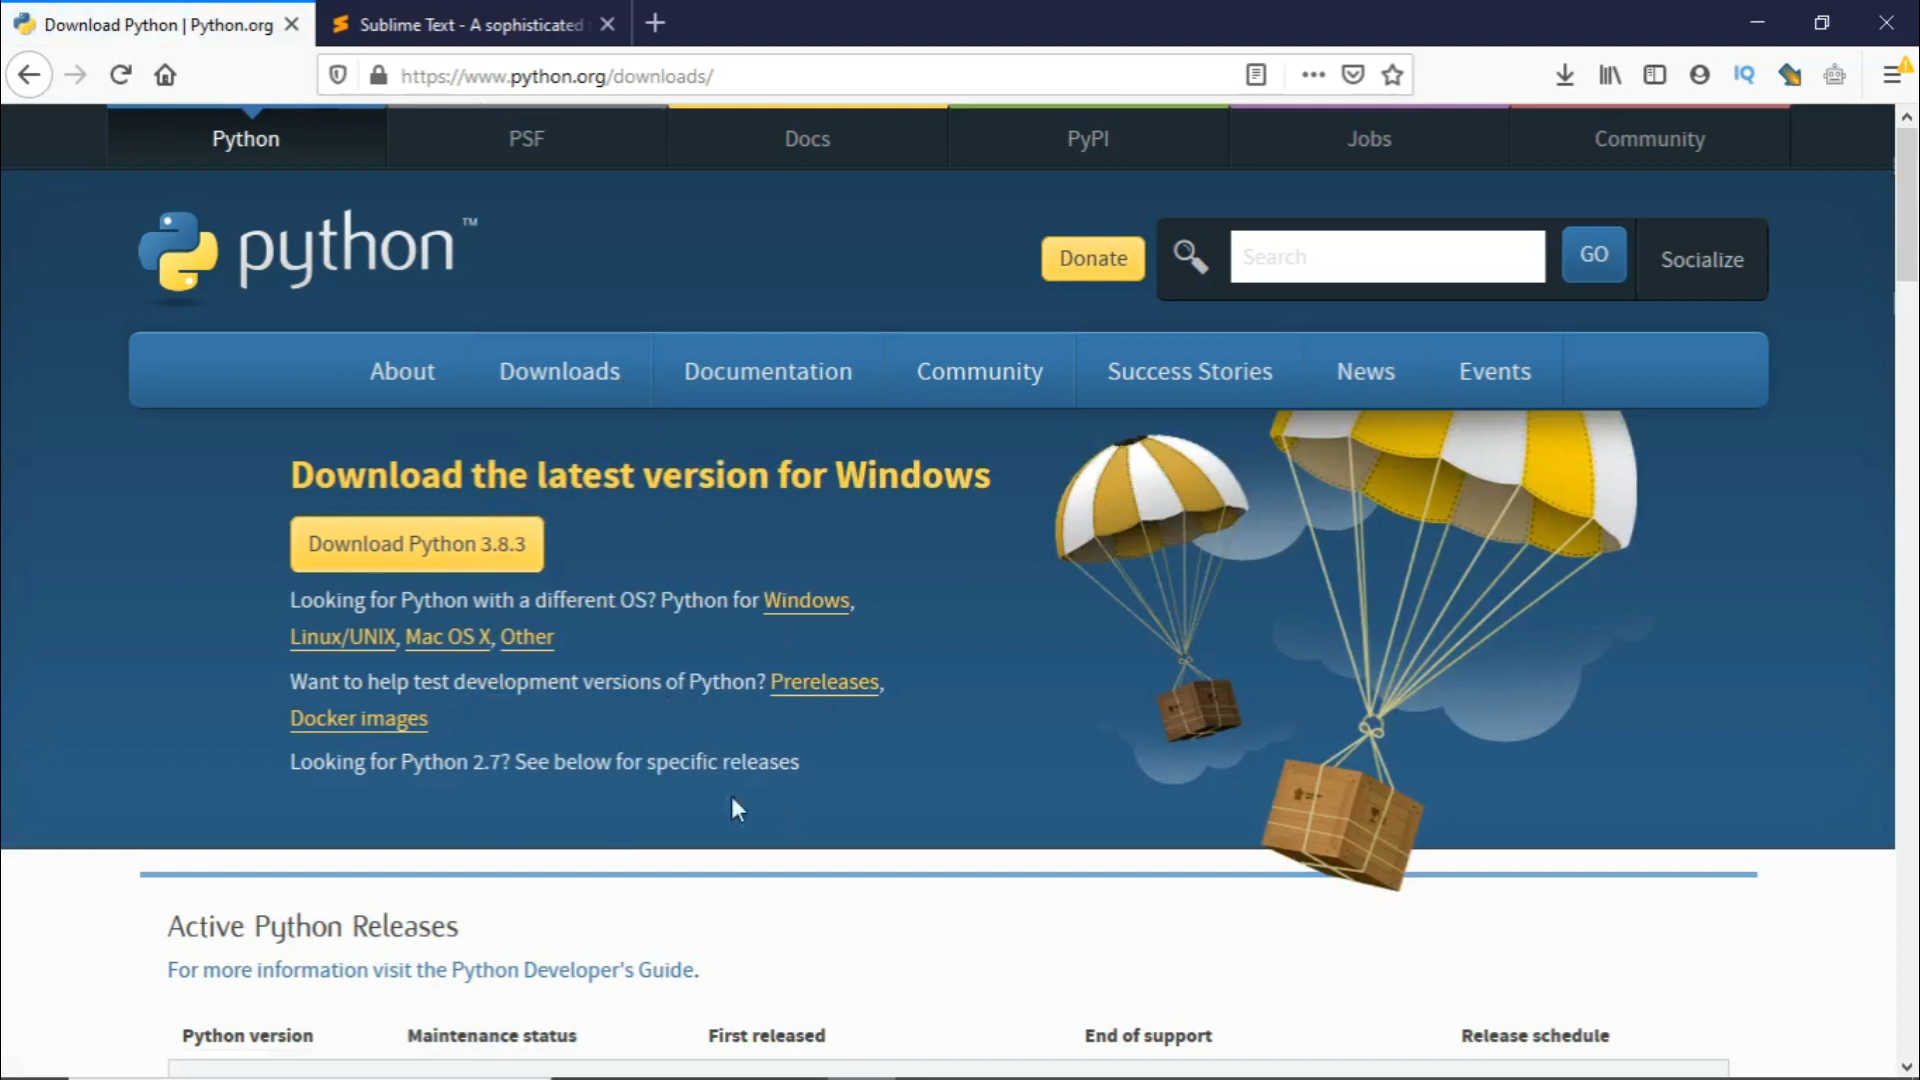 Download Python | Python.org
Sublime Text - A sophisticated
https://www.python.org/downloads/
IQ
Python
PSF
Docs
PyPI
Jobs
Community
python™
Donate
Search
GO
Socialize
About
Downloads
Documentation
Community
Success Stories
News
Events
Download the latest version for Windows
Download Python 3.8.3
Looking for Python with a different OS? Python for Windows,
Linux/UNIX, Mac OS X, Other
Want to help test development versions of Python? Prereleases,
Docker images
Looking for Python 2.7? See below for specific releases
Active Python Releases
For more information visit the Python Developer's Guide.
Python version
Maintenance status
First released
End of support
Release schedule